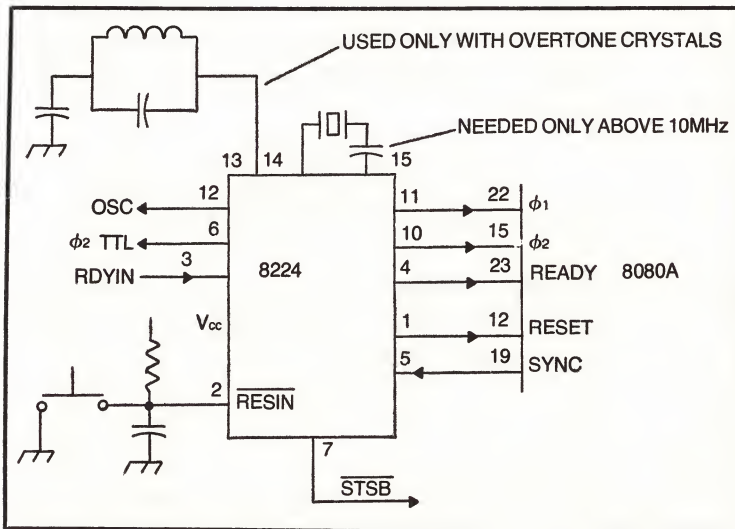 USED ONLY WITH OVERTONE CRYSTALS
NEEDED ONLY ABOVE 10MHz
13 14 15
OSC 12 11 22 ϕ1
ϕ2 TTL 6 10 15 ϕ2
RDYIN 3 8224 4 23 READY 8080A
Vcc 1 12 RESET
5 19 SYNC
2 RESIN
7
STSB